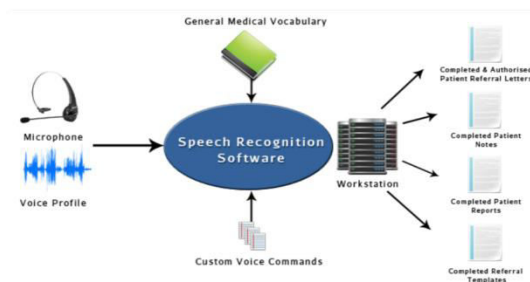 General Medical Vocabulary
Microphone
Voice Profile
Speech Recognition
Software
Custom Voice Commands
Workstation
Completed & Authorised
Patient Referral Letters
Completed Patient
Notes
Completed Patient
Reports
Completed Referral
Templates